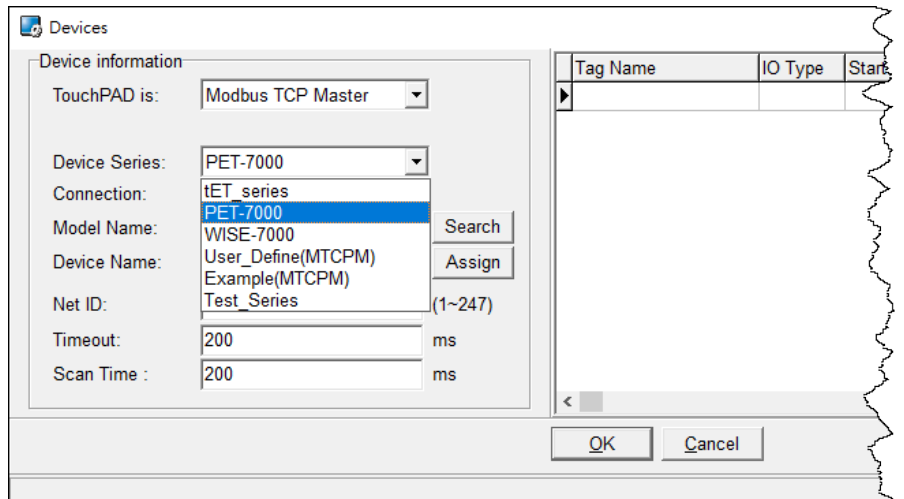 Devices
Device information
TouchPAD is: Modbus TCP Master
Device Series: PET-7000
Connection:
tET_series
PET-7000
Model Name:
WISE-7000
Search
Device Name:
User_Define(MTCPM)
Assign
Example(MTCPM)
Net ID:
Test_Series
(1~247)
Timeout: 200 ms
Scan Time : 200 ms
Tag Name IO Type
OK Cancel